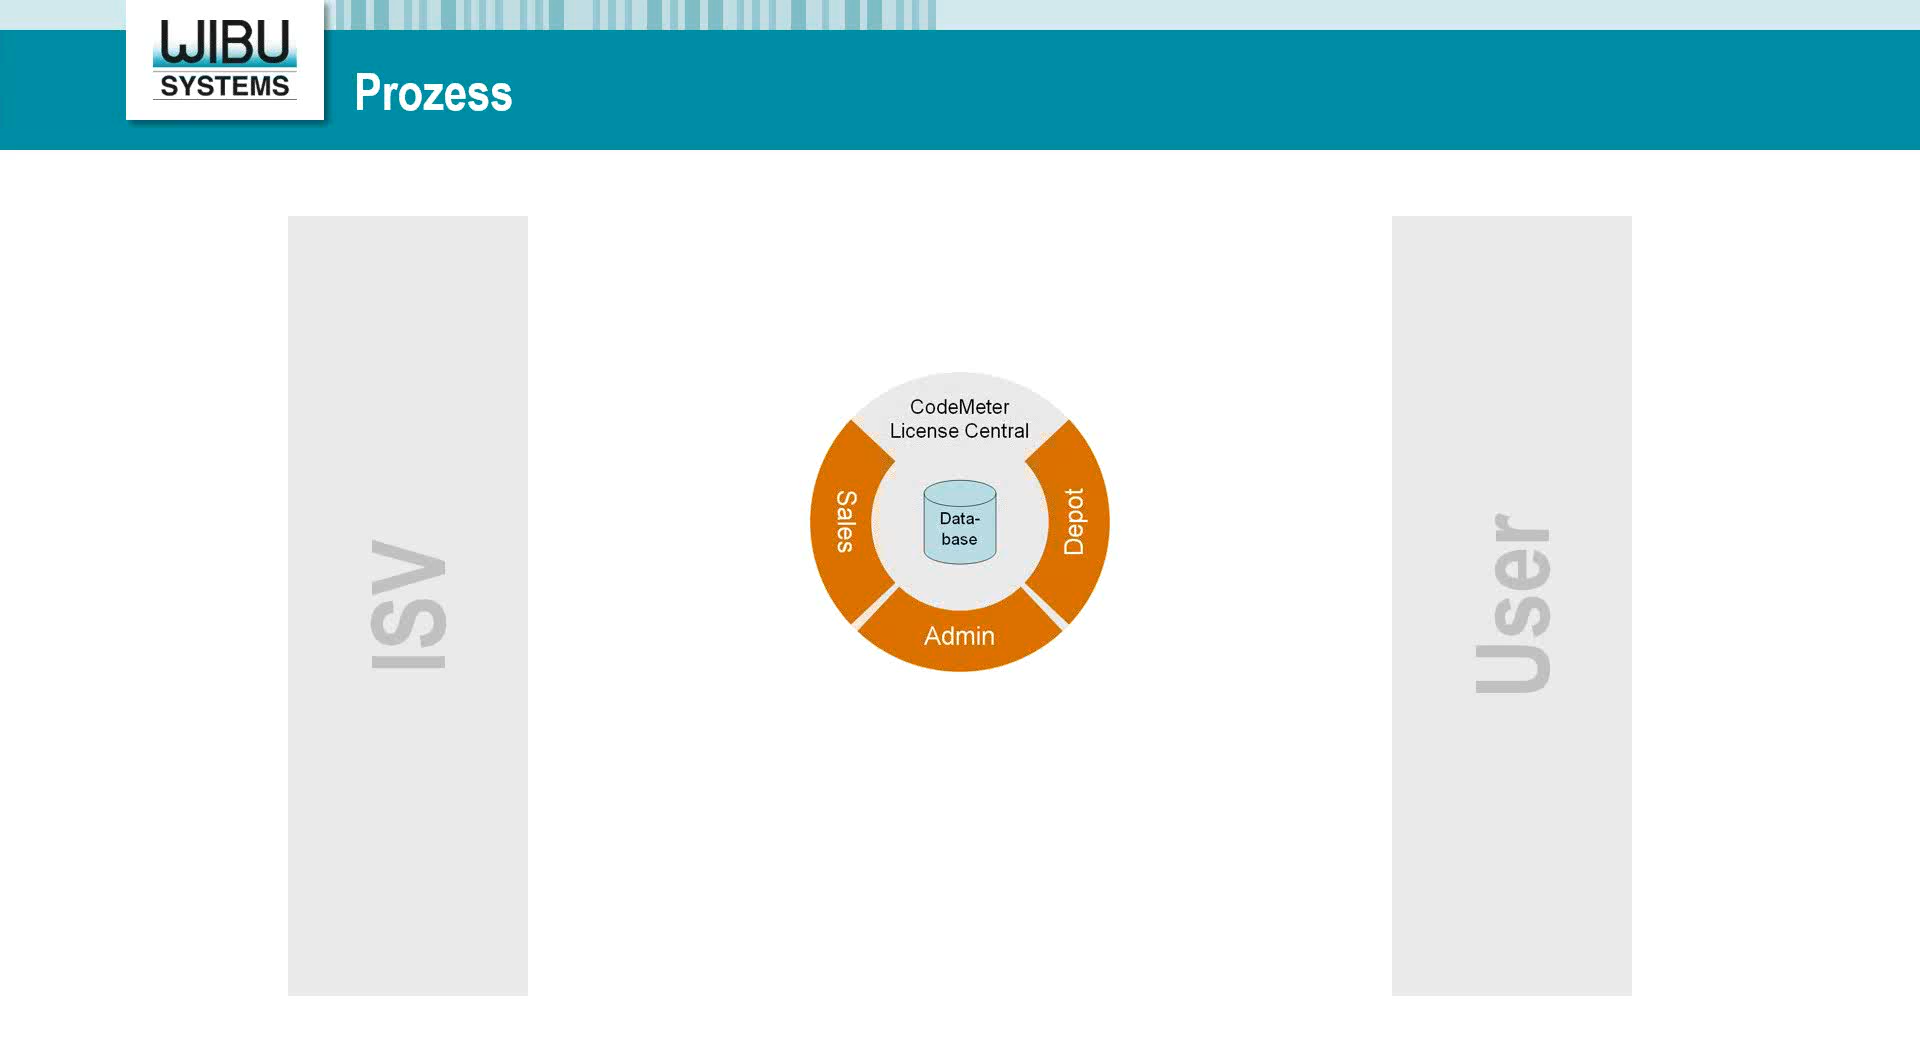 WIBU
SYSTEMS
Prozess
ISV
CodeMeter
License Central
Sales
Data-
base
Depot
Admin
User